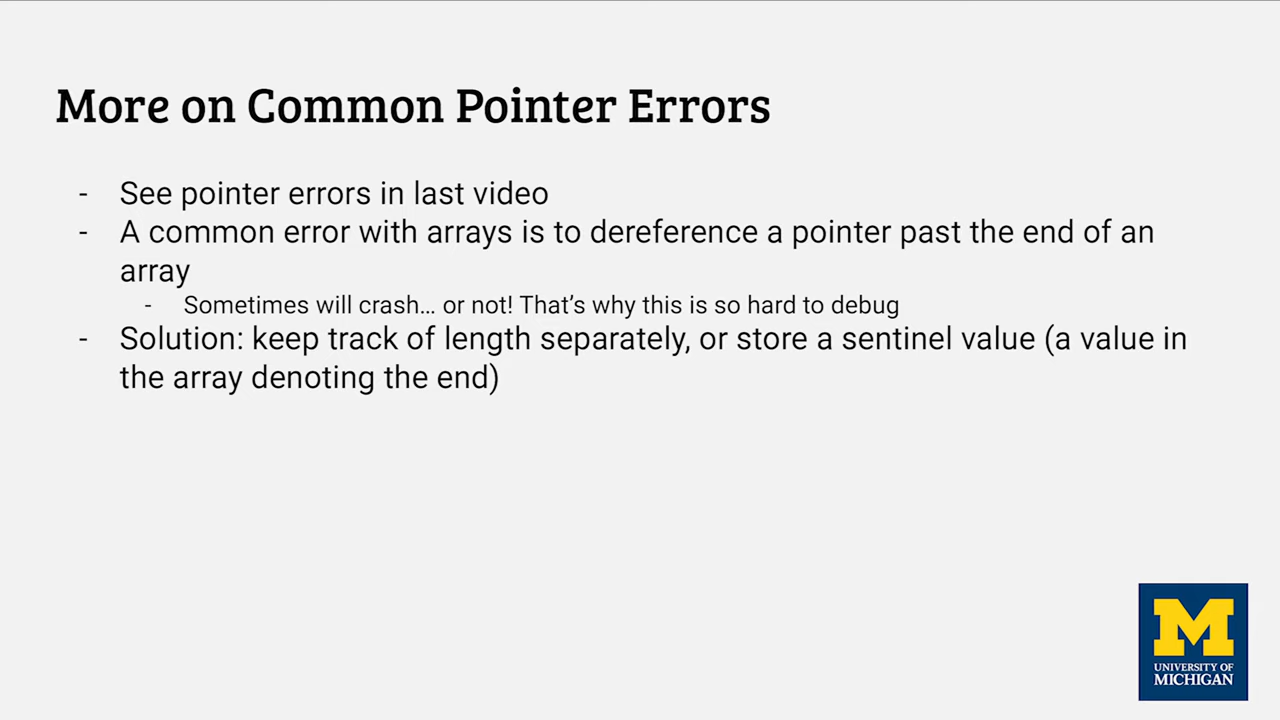 More on Common Pointer Errors
- See pointer errors in last video
- A common error with arrays is to dereference a pointer past the end of an
array
- Sometimes will crash... or not! That's why this is so hard to debug
- Solution: keep track of length separately, or store a sentinel value (a value in
the array denoting the end)
M
UNIVERSITY OF
MICHIGAN